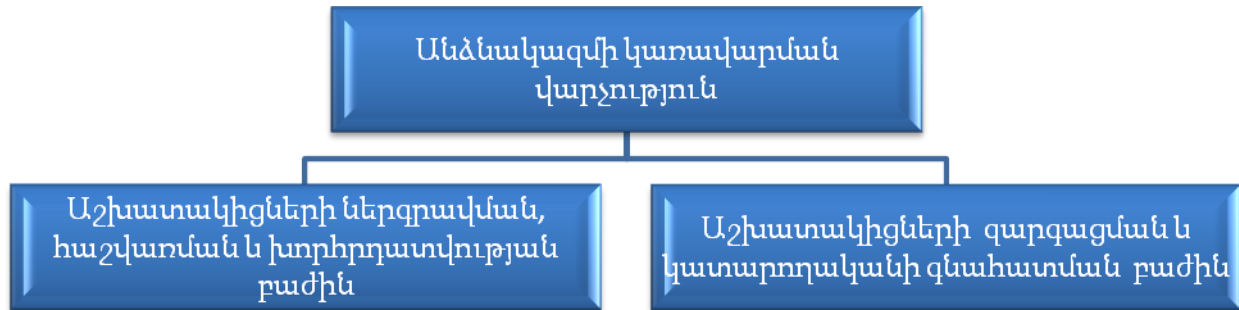 Անձնակազմի կառավարման
վարչություն
Աշխատակիցների ներգրավման,
հաշվառման և խորհրդատվության
բաժին
Աշխատակիցների զարգացման և
կատարողականի գնահատման բաժին